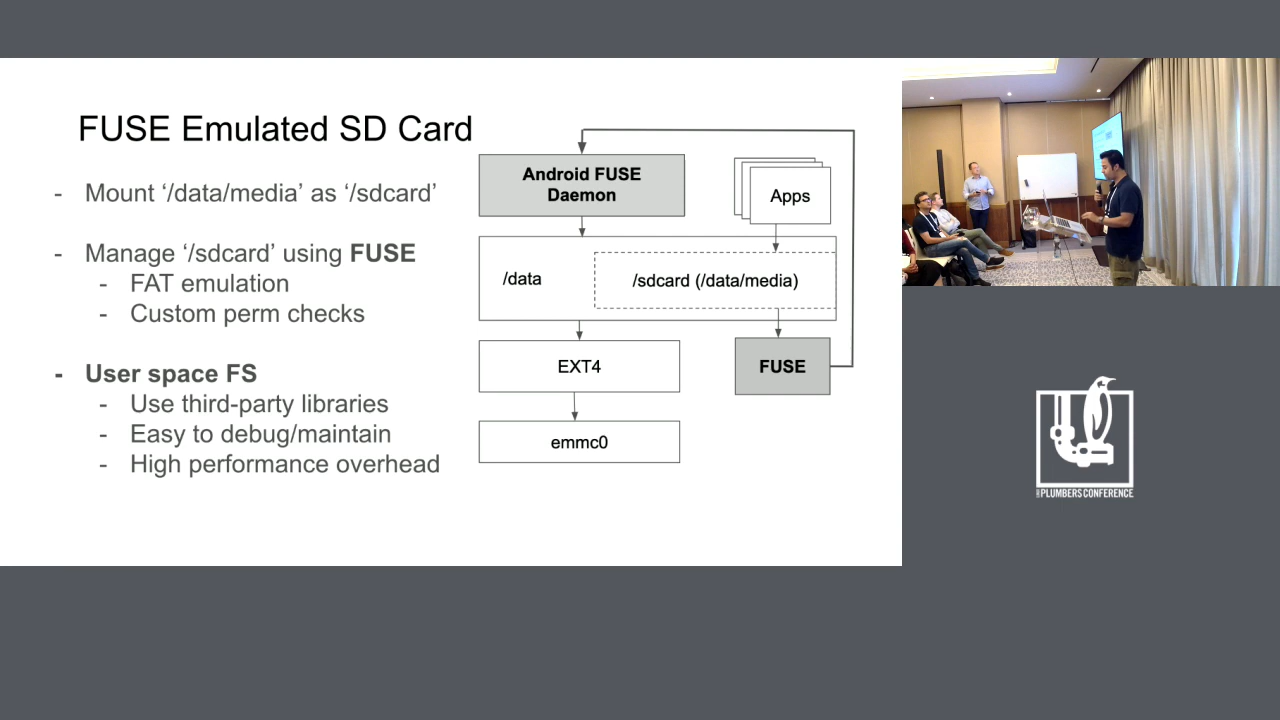 FUSE Emulated SD Card
- Mount ‘/data/media’ as ‘/sdcard’
- Manage ‘/sdcard’ using FUSE
- FAT emulation
- Custom perm checks
- User space FS
- Use third-party libraries
- Easy to debug/maintain
- High performance overhead
Android FUSE
Daemon
Apps
/data
/sdcard (/data/media)
EXT4
FUSE
emmc0
PLUMBERS CONFERENCE